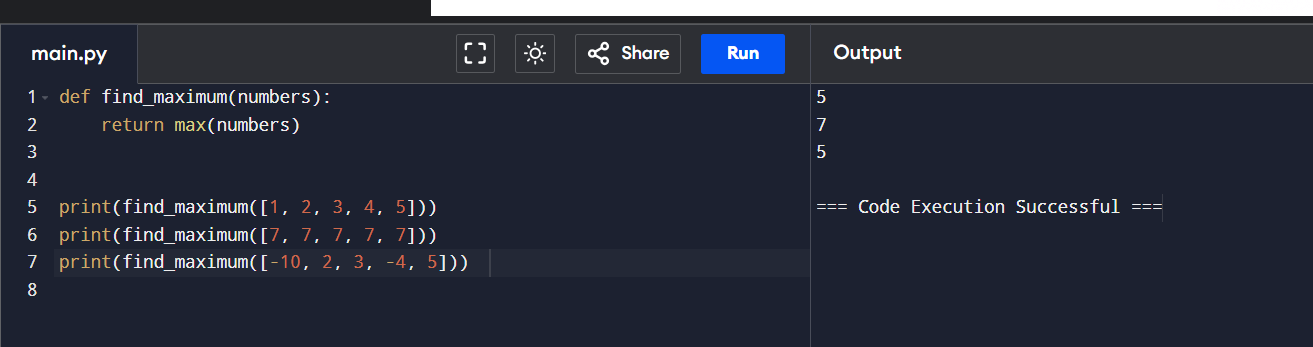 main.py
Share
Run
Output
1 def find_maximum(numbers):
2     return max(numbers)
3
4
5 print(find_maximum([1, 2, 3, 4, 5]))
6 print(find_maximum([7, 7, 7, 7, 7]))
7 print(find_maximum([-10, 2, 3, -4, 5]))
8
5
7
5
=== Code Execution Successful ===